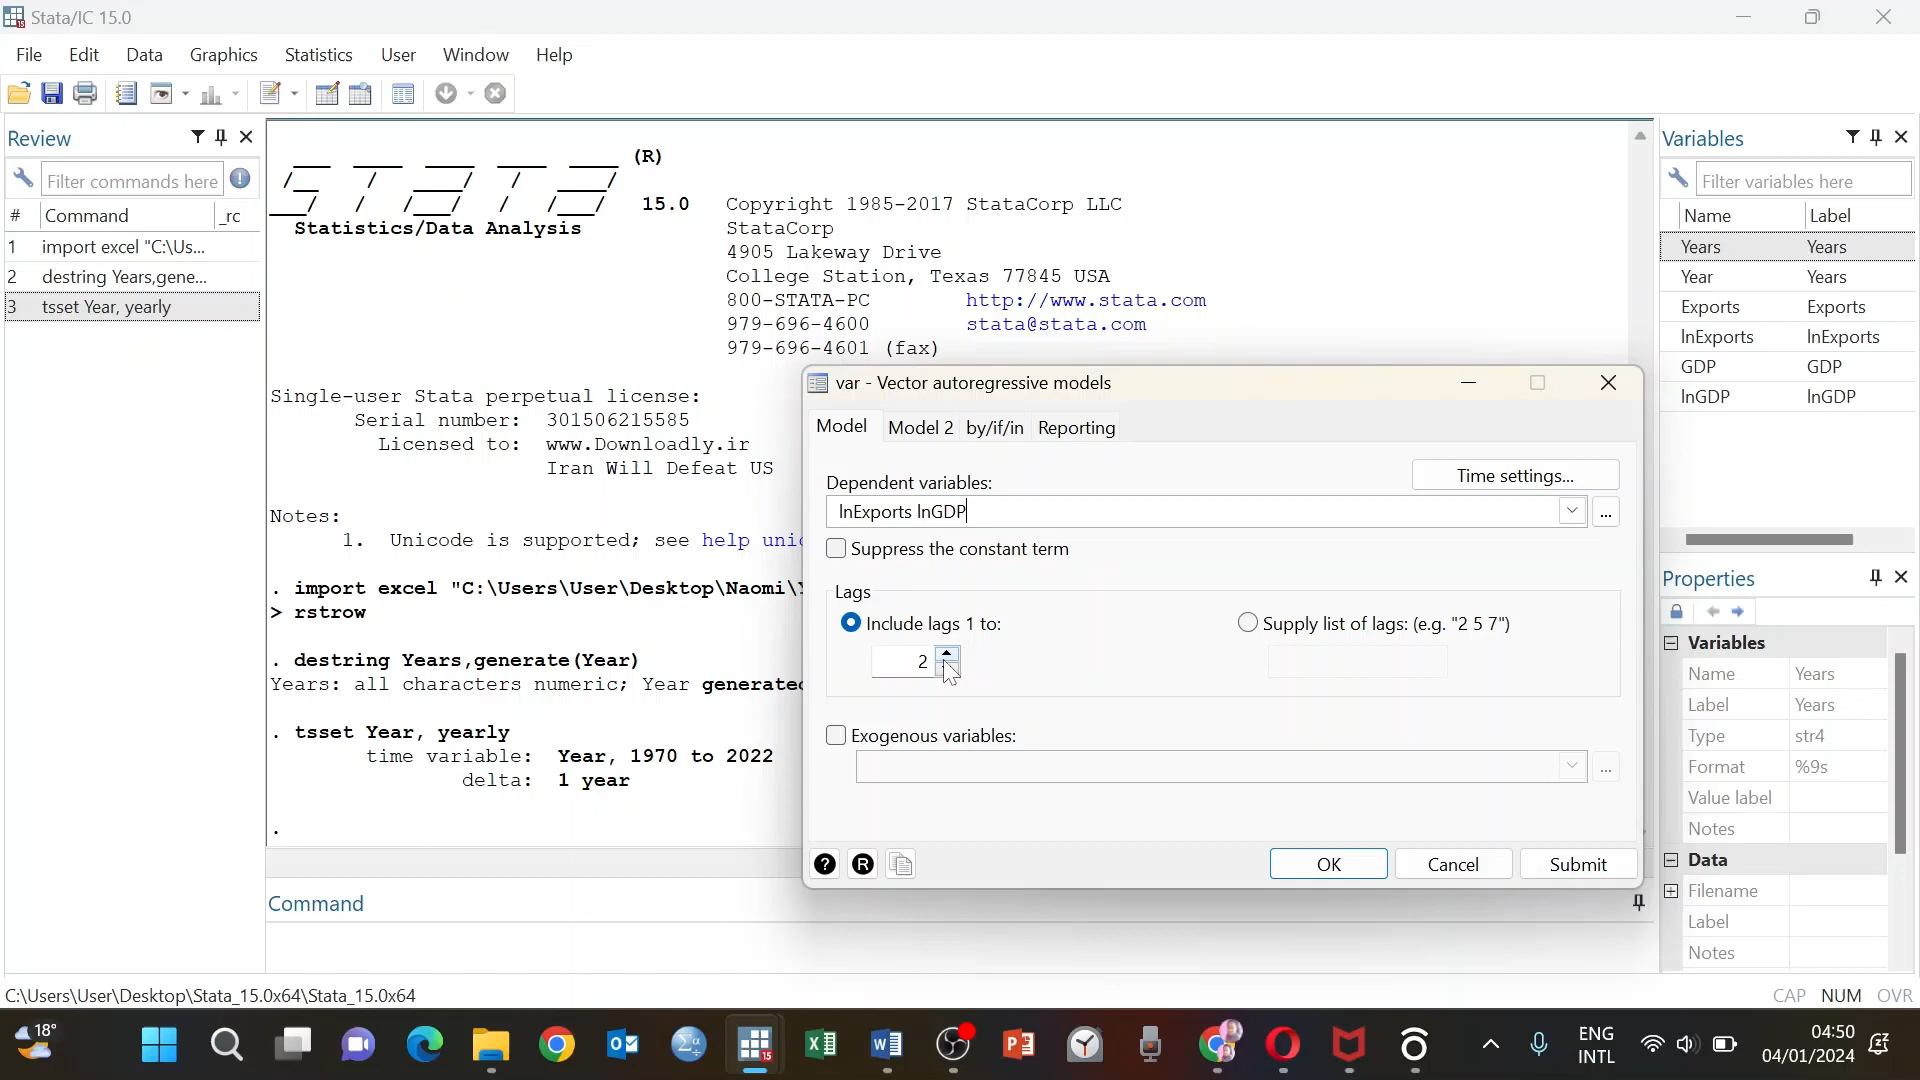 Stata/IC 15.0
File Edit Data Graphics Statistics User Window Help
Review
Filter commands here
# Command _rc
1 import excel "C:\Us...
2 destring Years,gene...
3 tsset Year, yearly
(R)
15.0 Copyright 1985-2017 StataCorp LLC
Statistics/Data Analysis StataCorp
4905 Lakeway Drive
College Station, Texas 77845 USA
800-STATA-PC http://www.stata.com
979-696-4600 stata@stata.com
979-696-4601 (fax)
Single-user Stata perpetual license:
Serial number: 301506215585
Licensed to: www.Downloadly.ir
Iran Will Defeat US
Notes:
1. Unicode is supported; see help unic
. import excel "C:\Users\User\Desktop\Naomi\Y
> rstrow
. destring Years,generate(Year)
Years: all characters numeric; Year generated
. tsset Year, yearly
time variable: Year, 1970 to 2022
delta: 1 year
.
var - Vector autoregressive models
Model Model 2 by/if/in Reporting
Time settings...
Dependent variables:
lnExports lnGDP
...
Suppress the constant term
Lags
Include lags 1 to: Supply list of lags: (e.g. "2 5 7")
2
Exogenous variables:
...
? R OK Cancel Submit
Command
Variables
Filter variables here
Name Label
Years Years
Year Years
Exports Exports
lnExports lnExports
GDP GDP
lnGDP lnGDP
Properties
Variables
Name Years
Label Years
Type str4
Format %9s
Value label
Notes
Data
Filename
Label
Notes
C:\Users\User\Desktop\Stata_15.0x64\Stata_15.0x64 CAP NUM OVR
18° ENG INTL 04:50
04/01/2024